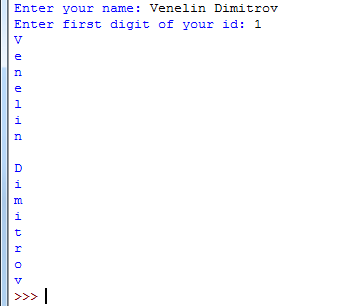 Enter your name: Venelin Dimitrov
Enter first digit of your id: 1
V
e
n
e
l
i
n

D
i
m
i
t
r
o
v
>>>